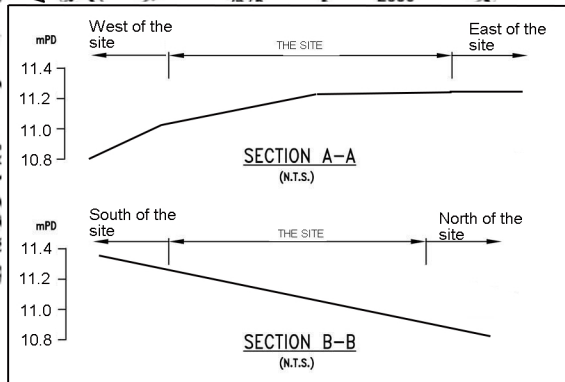 West of the
site
THE SITE
East of the
site
mPD
11.4
11.2
11.0
10.8
SECTION A-A
(N.T.S.)
South of the
site
THE SITE
North of the
site
mPD
11.4
11.2
11.0
10.8
SECTION B-B
(N.T.S.)